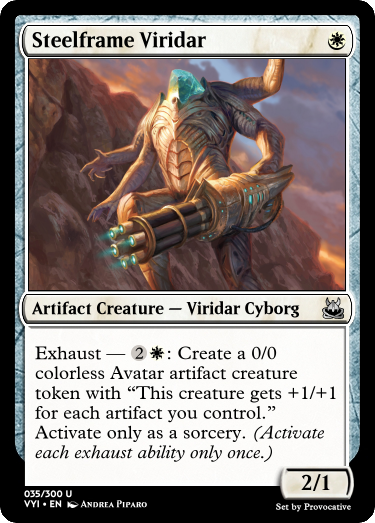 Steelframe Viridar
Artifact Creature — Viridar Cyborg
Exhaust — 2: Create a 0/0
colorless Avatar artifact creature
token with “This creature gets +1/+1
for each artifact you control.”
Activate only as a sorcery. (Activate
each exhaust ability only once.)
2/1
035/300 U
VYI • EN Andrea Piparo
Set by Provocative